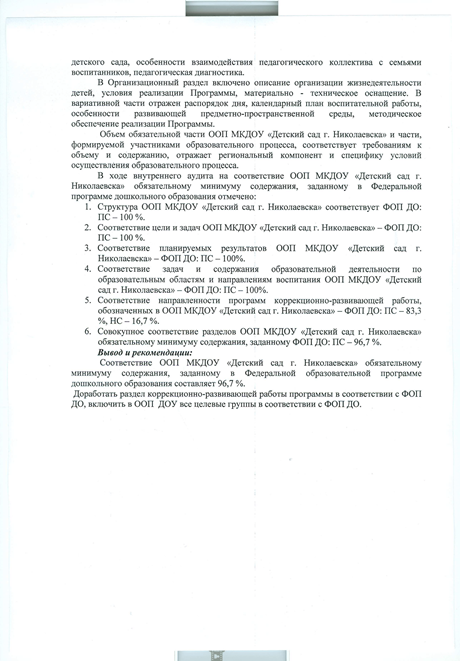 детского сада, особенности взаимодействия педагогического коллектива с семьями
воспитанников, педагогическая диагностика.
В Организационный раздел включено описание организации жизнедеятельности
детей, условия реализации Программы, материально - техническое оснащение. В
вариативной части отражен распорядок дня, календарный план воспитательной работы,
особенности развивающей предметно-пространственной среды, методическое
обеспечение реализации Программы.
Объем обязательной части ООП МКДОУ «Детский сад г. Николаевска» и части,
формируемой участниками образовательного процесса, соответствует требованиям к
объему и содержанию, отражает региональный компонент и специфику условий
осуществления образовательного процесса.
В ходе внутреннего аудита на соответствие ООП МКДОУ «Детский сад г.
Николаевска» обязательному минимуму содержания, заданному в Федеральной
программе дошкольного образования отмечено:
1. Структура ООП МКДОУ «Детский сад г. Николаевска» соответствует ФОП ДО:
ПС – 100 %.
2. Соответствие цели и задач ООП МКДОУ «Детский сад г. Николаевска» – ФОП ДО:
ПС – 100 %.
3. Соответствие планируемых результатов ООП МКДОУ «Детский сад г.
Николаевска» – ФОП ДО: ПС – 100%.
4. Соответствие задач и содержания образовательной деятельности по
образовательным областям и направлениям воспитания ООП МКДОУ «Детский
сад г. Николаевска» – ФОП ДО: ПС – 100%.
5. Соответствие направленности программ коррекционно-развивающей работы,
обозначенных в ООП МКДОУ «Детский сад г. Николаевска» – ФОП ДО: ПС – 83,3
%, НС – 16,7 %.
6. Совокупное соответствие разделов ООП МКДОУ «Детский сад г. Николаевска»
обязательному минимуму содержания, заданному ФОП ДО: ПС – 96,7 %.
Вывод и рекомендации:
Соответствие ООП МКДОУ «Детский сад г. Николаевска» обязательному
минимуму содержания, заданному в Федеральной образовательной программе
дошкольного образования составляет 96,7 %.
Доработать раздел коррекционно-развивающей работы программы в соответствии с ФОП
ДО, включить в ООП ДОУ все целевые группы в соответствии с ФОП ДО.